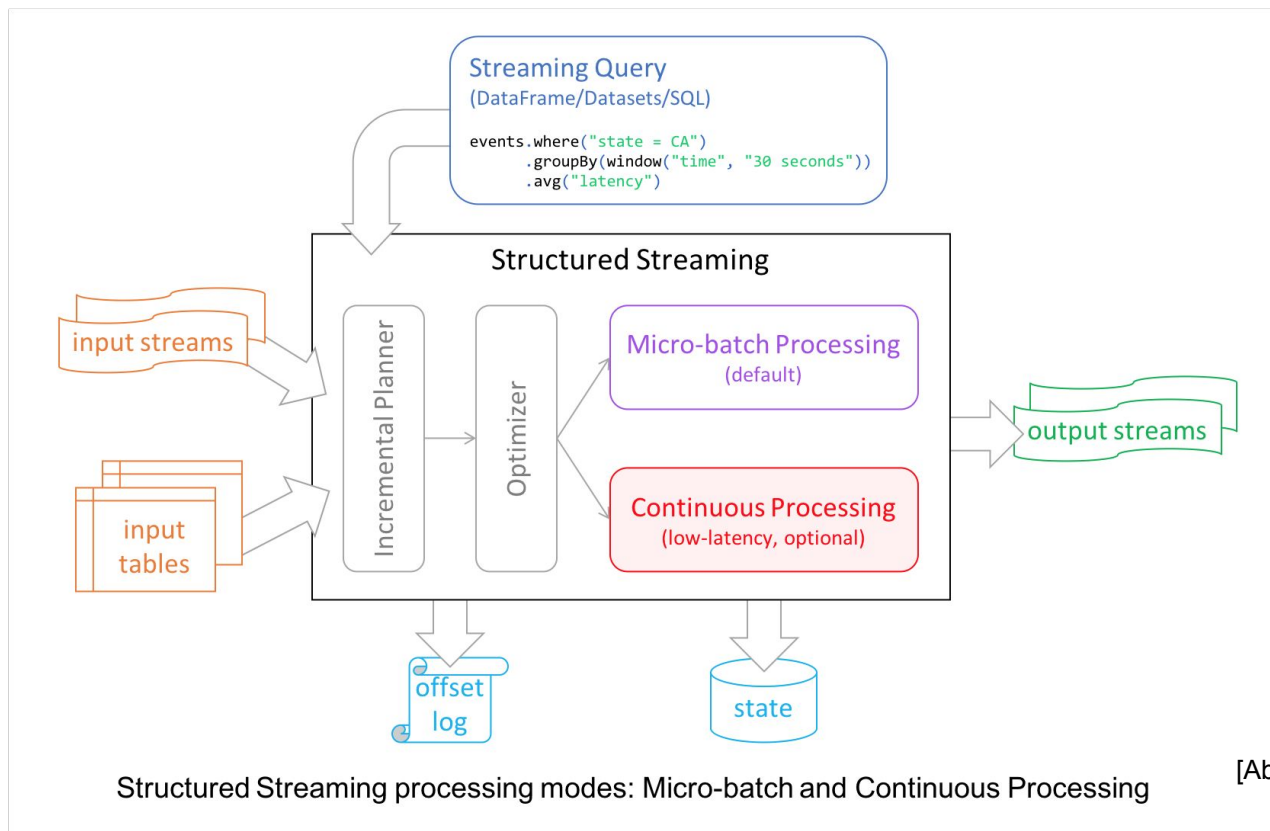 Streaming Query
(DataFrame/Datasets/SQL)
events.where("state = CA")
.groupBy(window("time", "30 seconds"))
.avg("latency")
Structured Streaming
input streams
input
tables
Incremental Planner
Optimizer
Micro-batch Processing
(default)
Continuous Processing
(low-latency, optional)
output streams
offset
log
state
Structured Streaming processing modes: Micro-batch and Continuous Processing
[Ab